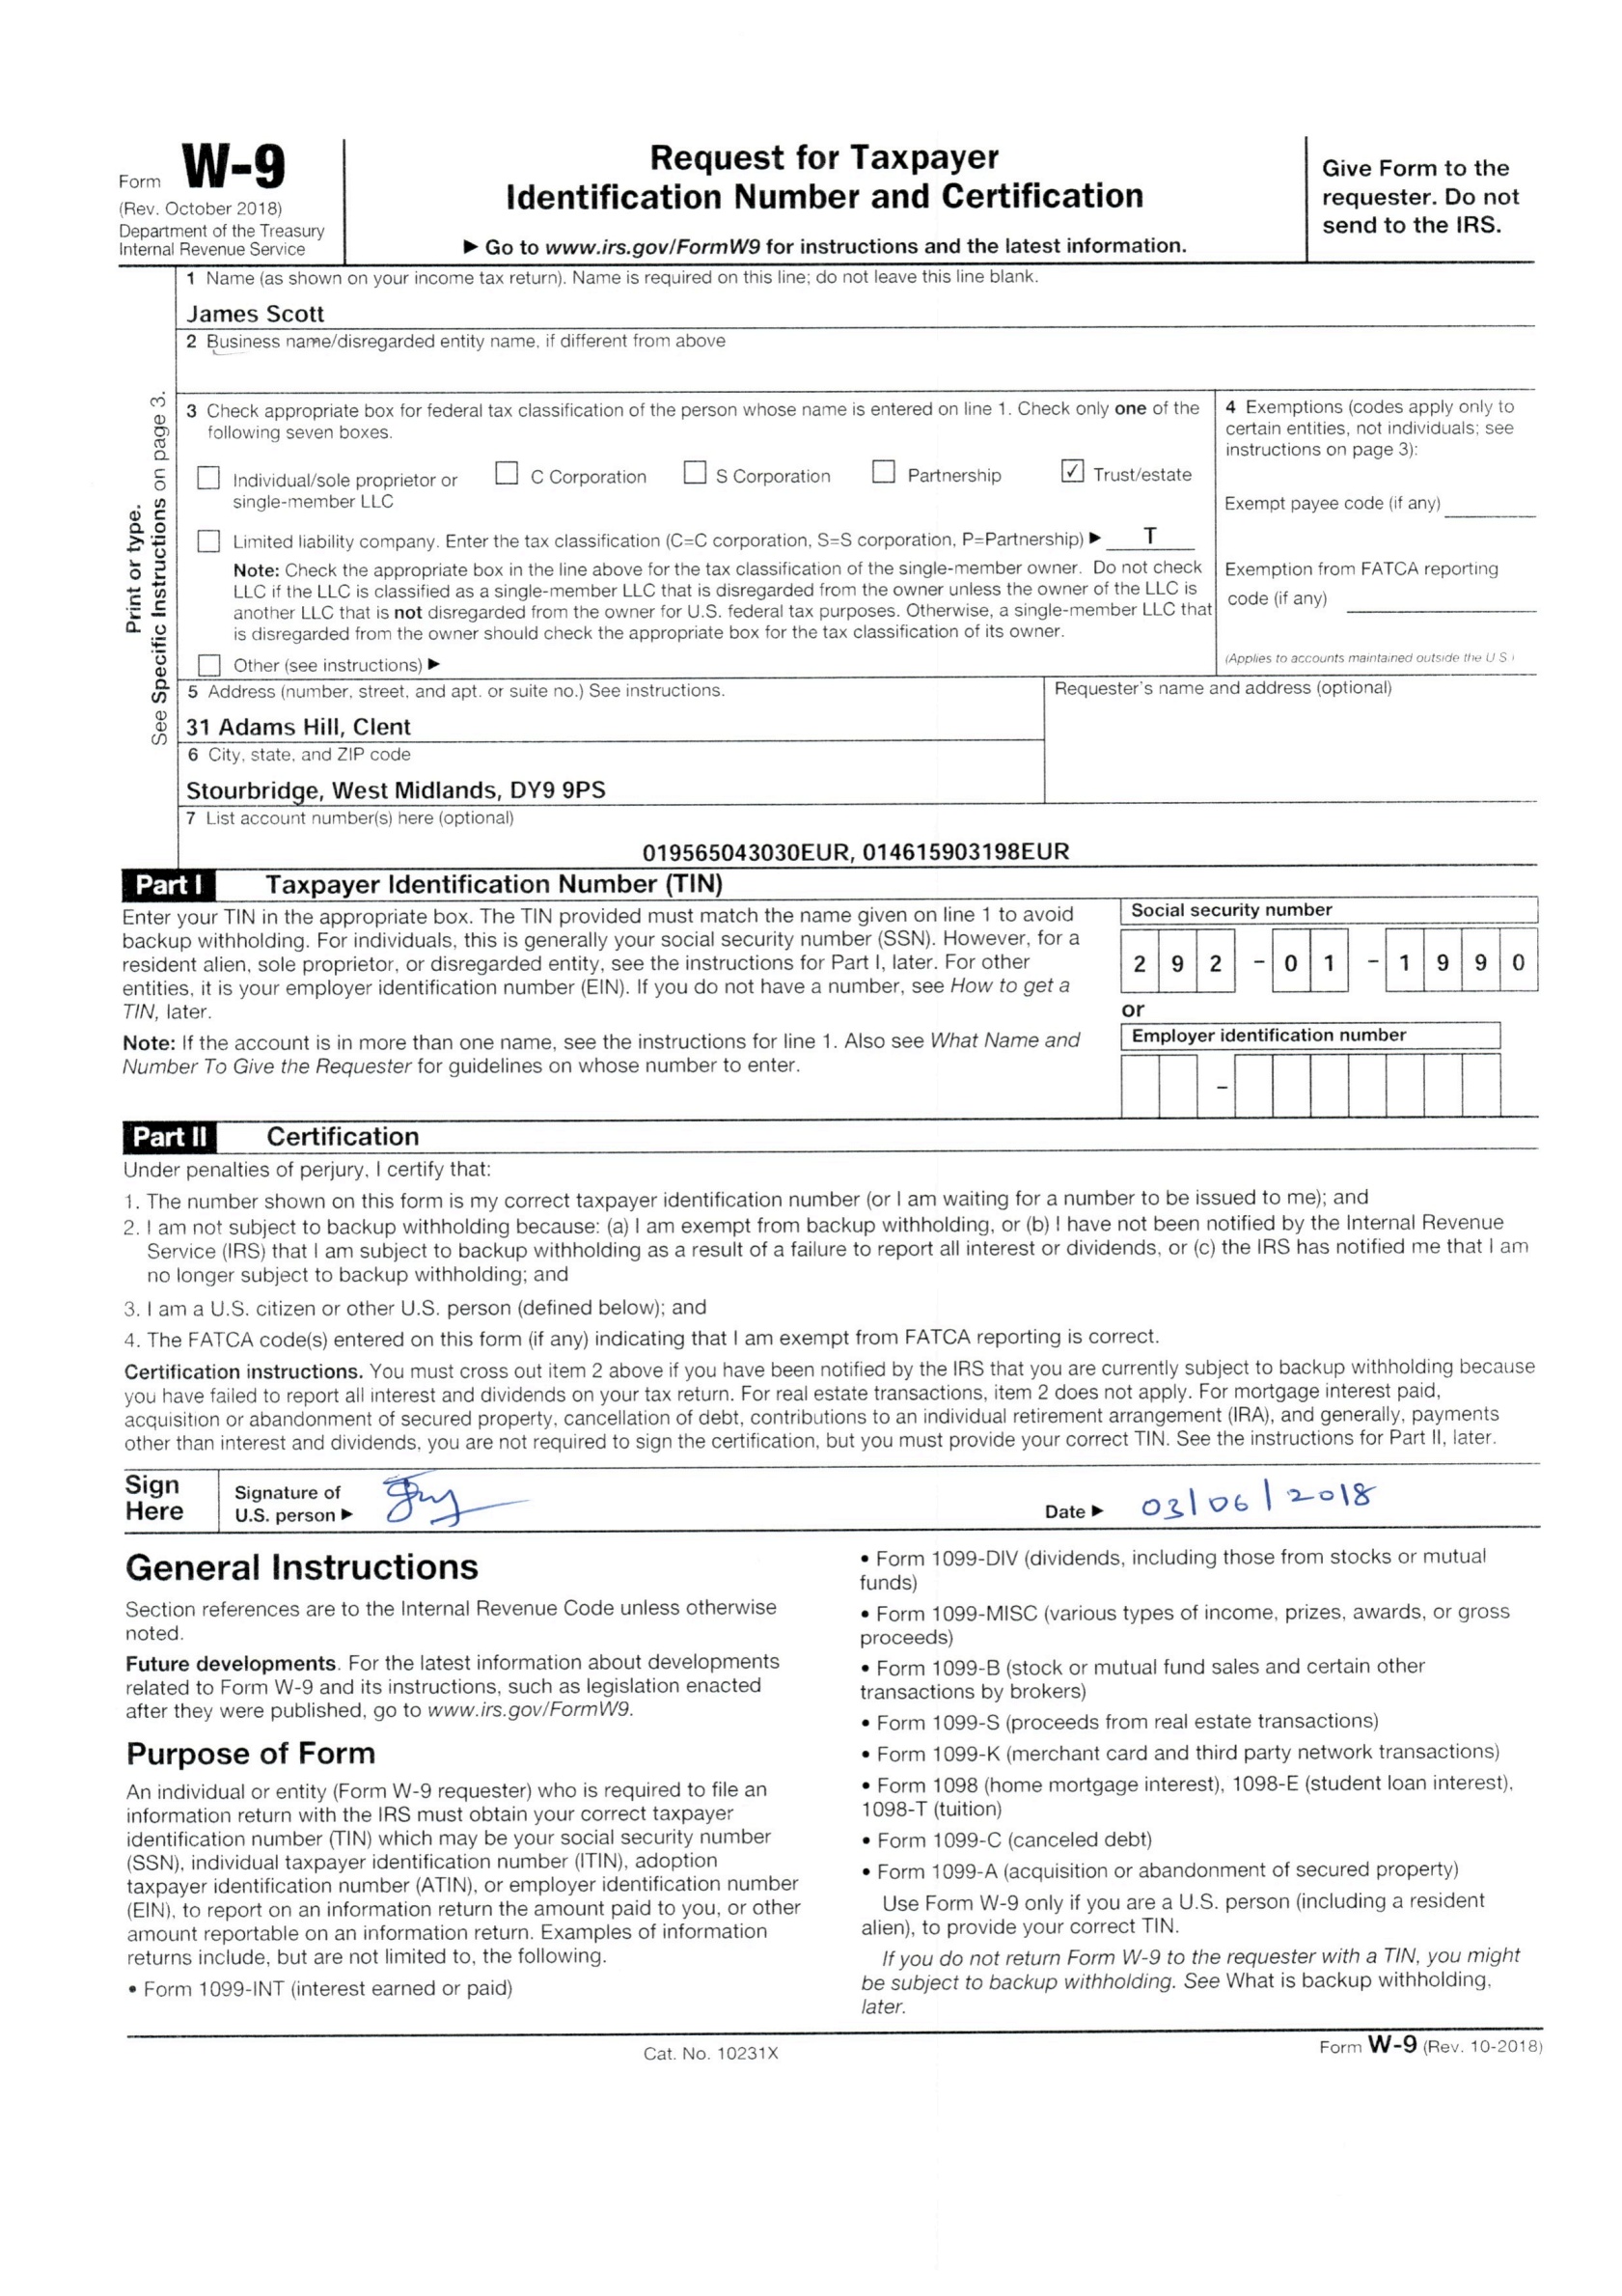 Form W-9
(Rev. October 2018)
Department of the Treasury
Internal Revenue Service
Request for Taxpayer
Identification Number and Certification
▶ Go to www.irs.gov/FormW9 for instructions and the latest information.
Give Form to the
requester. Do not
send to the IRS.
Print or type.
See Specific Instructions on page 3.
1 Name (as shown on your income tax return). Name is required on this line; do not leave this line blank.
James Scott
2 Business name/disregarded entity name, if different from above
3 Check appropriate box for federal tax classification of the person whose name is entered on line 1. Check only one of the
following seven boxes.
Individual/sole proprietor or
single-member LLC
C Corporation
S Corporation
Partnership
✓ Trust/estate
Limited liability company. Enter the tax classification (C=C corporation, S=S corporation, P=Partnership) ▶ T
Note: Check the appropriate box in the line above for the tax classification of the single-member owner. Do not check
LLC if the LLC is classified as a single-member LLC that is disregarded from the owner unless the owner of the LLC is
another LLC that is not disregarded from the owner for U.S. federal tax purposes. Otherwise, a single-member LLC that
is disregarded from the owner should check the appropriate box for the tax classification of its owner.
Other (see instructions) ▶
4 Exemptions (codes apply only to
certain entities, not individuals; see
instructions on page 3):
Exempt payee code (if any)
Exemption from FATCA reporting
code (if any)
(Applies to accounts maintained outside the U S )
5 Address (number, street, and apt. or suite no.) See instructions.
31 Adams Hill, Clent
6 City, state, and ZIP code
Stourbridge, West Midlands, DY9 9PS
Requester's name and address (optional)
7 List account number(s) here (optional)
019565043030EUR, 014615903198EUR
Part I Taxpayer Identification Number (TIN)
Enter your TIN in the appropriate box. The TIN provided must match the name given on line 1 to avoid
backup withholding. For individuals, this is generally your social security number (SSN). However, for a
resident alien, sole proprietor, or disregarded entity, see the instructions for Part I, later. For other
entities, it is your employer identification number (EIN). If you do not have a number, see How to get a
TIN, later.
Note: If the account is in more than one name, see the instructions for line 1. Also see What Name and
Number To Give the Requester for guidelines on whose number to enter.
Social security number
2 9 2 - 0 1 - 1 9 9 0
or
Employer identification number
-
Part II Certification
Under penalties of perjury, I certify that:
1. The number shown on this form is my correct taxpayer identification number (or I am waiting for a number to be issued to me); and
2. I am not subject to backup withholding because: (a) I am exempt from backup withholding, or (b) I have not been notified by the Internal Revenue
Service (IRS) that I am subject to backup withholding as a result of a failure to report all interest or dividends, or (c) the IRS has notified me that I am
no longer subject to backup withholding; and
3. I am a U.S. citizen or other U.S. person (defined below); and
4. The FATCA code(s) entered on this form (if any) indicating that I am exempt from FATCA reporting is correct.
Certification instructions. You must cross out item 2 above if you have been notified by the IRS that you are currently subject to backup withholding because
you have failed to report all interest and dividends on your tax return. For real estate transactions, item 2 does not apply. For mortgage interest paid,
acquisition or abandonment of secured property, cancellation of debt, contributions to an individual retirement arrangement (IRA), and generally, payments
other than interest and dividends, you are not required to sign the certification, but you must provide your correct TIN. See the instructions for Part II, later.
Sign
Here
Signature of
U.S. person ▶
Date ▶ 03/06/2018
General Instructions
Section references are to the Internal Revenue Code unless otherwise
noted.
Future developments. For the latest information about developments
related to Form W-9 and its instructions, such as legislation enacted
after they were published, go to www.irs.gov/FormW9.
Purpose of Form
An individual or entity (Form W-9 requester) who is required to file an
information return with the IRS must obtain your correct taxpayer
identification number (TIN) which may be your social security number
(SSN), individual taxpayer identification number (ITIN), adoption
taxpayer identification number (ATIN), or employer identification number
(EIN), to report on an information return the amount paid to you, or other
amount reportable on an information return. Examples of information
returns include, but are not limited to, the following.
• Form 1099-INT (interest earned or paid)
• Form 1099-DIV (dividends, including those from stocks or mutual
funds)
• Form 1099-MISC (various types of income, prizes, awards, or gross
proceeds)
• Form 1099-B (stock or mutual fund sales and certain other
transactions by brokers)
• Form 1099-S (proceeds from real estate transactions)
• Form 1099-K (merchant card and third party network transactions)
• Form 1098 (home mortgage interest), 1098-E (student loan interest),
1098-T (tuition)
• Form 1099-C (canceled debt)
• Form 1099-A (acquisition or abandonment of secured property)
Use Form W-9 only if you are a U.S. person (including a resident
alien), to provide your correct TIN.
If you do not return Form W-9 to the requester with a TIN, you might
be subject to backup withholding. See What is backup withholding,
later.
Cat. No. 10231X
Form W-9 (Rev. 10-2018)